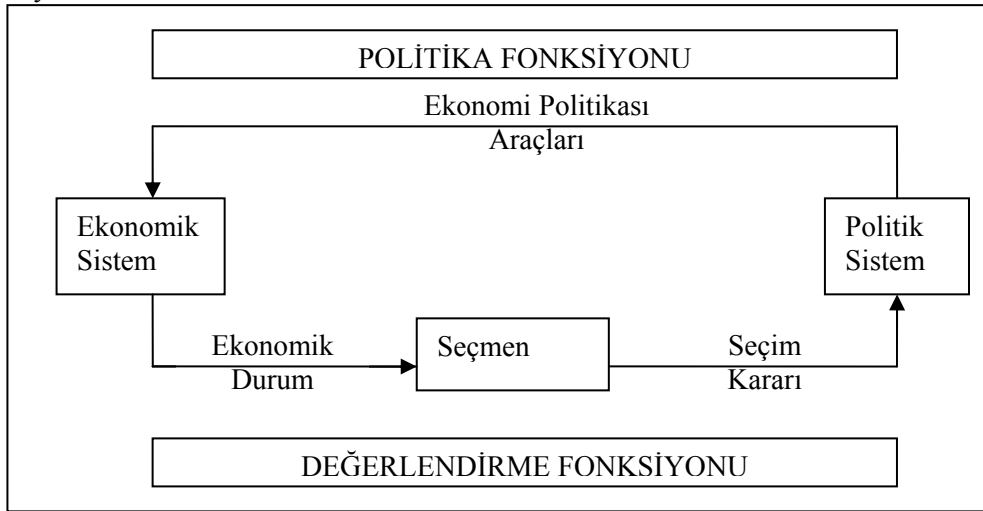 POLİTİKA FONKSİYONU
Ekonomi Politikası
Araçları
Ekonomik
Sistem
Politik
Sistem
Ekonomik
Durum
Seçmen
Seçim
Kararı
DEĞERLENDİRME FONKSİYONU